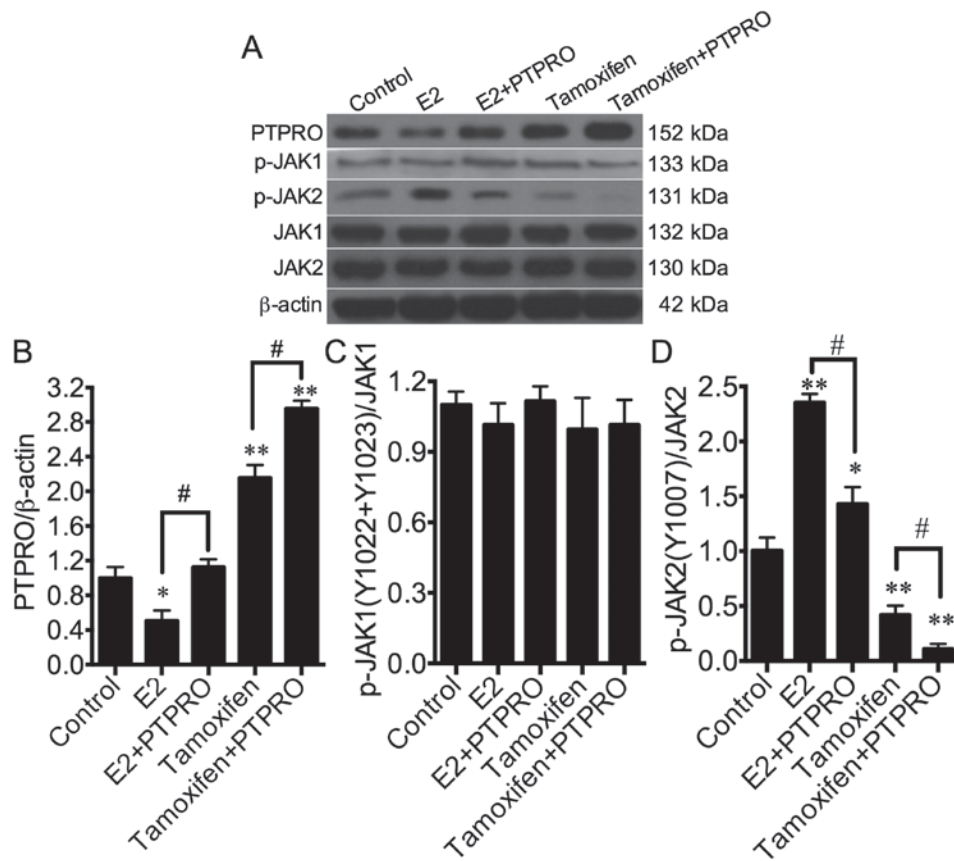 A
Control
E2
E2+PTPRO
Tamoxifen
Tamoxifen+PTPRO
PTPRO 152 kDa
p-JAK1 133 kDa
p-JAK2 131 kDa
JAK1 132 kDa
JAK2 130 kDa
β-actin 42 kDa
B
PTPRO/β-actin
3.2
2.8
2.4
2.0
1.6
1.2
0.8
0.4
0.0
*
#
**
#
**
Control
E2
E2+PTPRO
Tamoxifen
Tamoxifen+PTPRO
C
p-JAK1(Y1022+Y1023)/JAK1
1.2
0.9
0.6
0.3
0.0
Control
E2
E2+PTPRO
Tamoxifen
Tamoxifen+PTPRO
D
p-JAK2(Y1007)/JAK2
2.5
2.0
1.5
1.0
0.5
0.0
**
#
*
**
#
**
Control
E2
E2+PTPRO
Tamoxifen
Tamoxifen+PTPRO